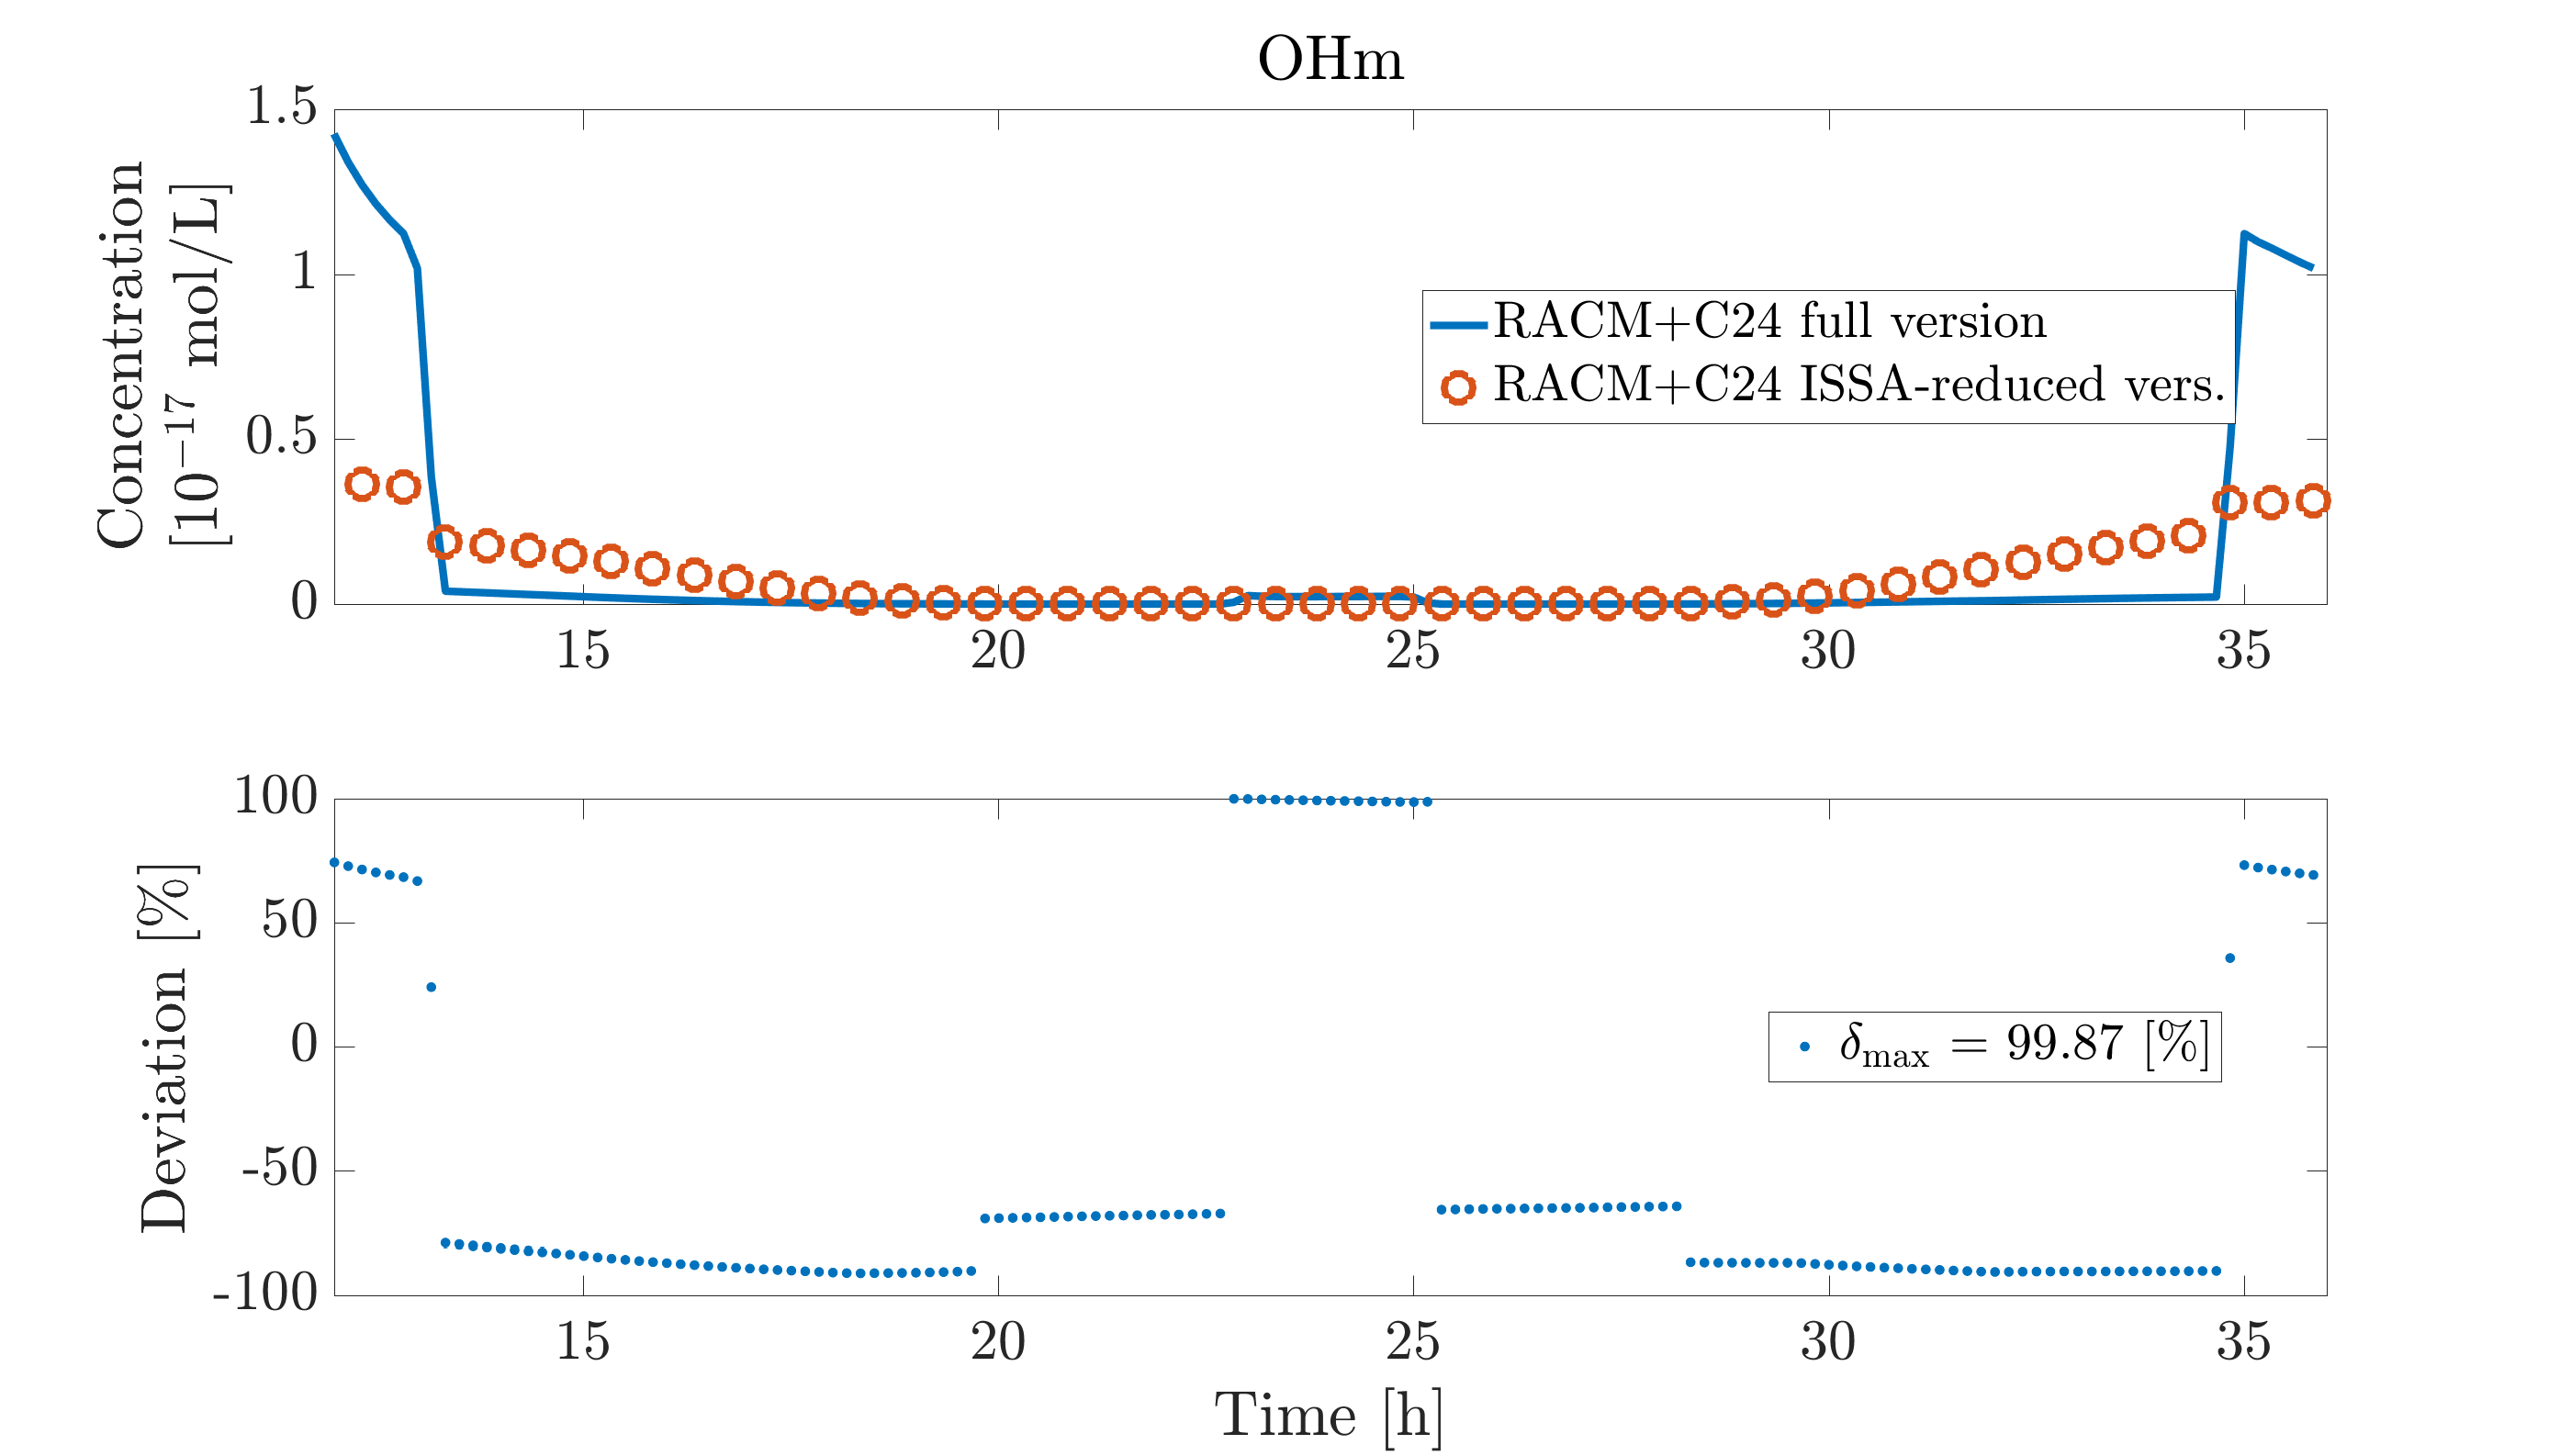 OHm
Concentration
[10⁻¹⁷ mol/L]
1.5
1
0.5
0
RACM+C24 full version
RACM+C24 ISSA-reduced vers.
15 20 25 30 35
Deviation [%]
100
50
0
-50
-100
δmax = 99.87 [%]
15 20 25 30 35
Time [h]